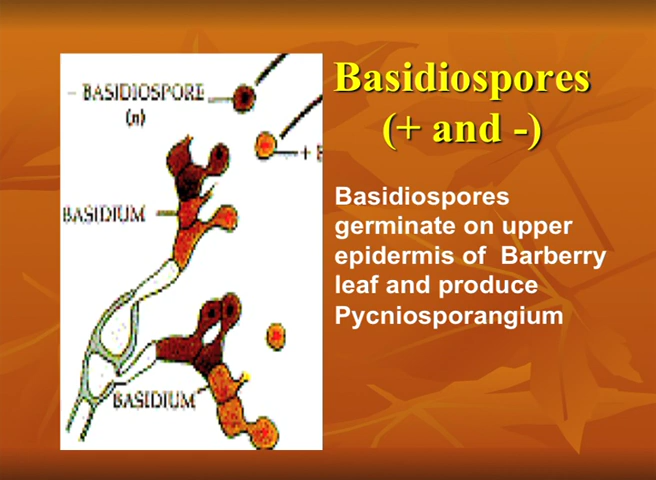 Basidiospores
(+ and -)
– BASIDIOSPORE
(n)
+
BASIDIUM
BASIDIUM
Basidiospores
germinate on upper
epidermis of Barberry
leaf and produce
Pycniosporangium